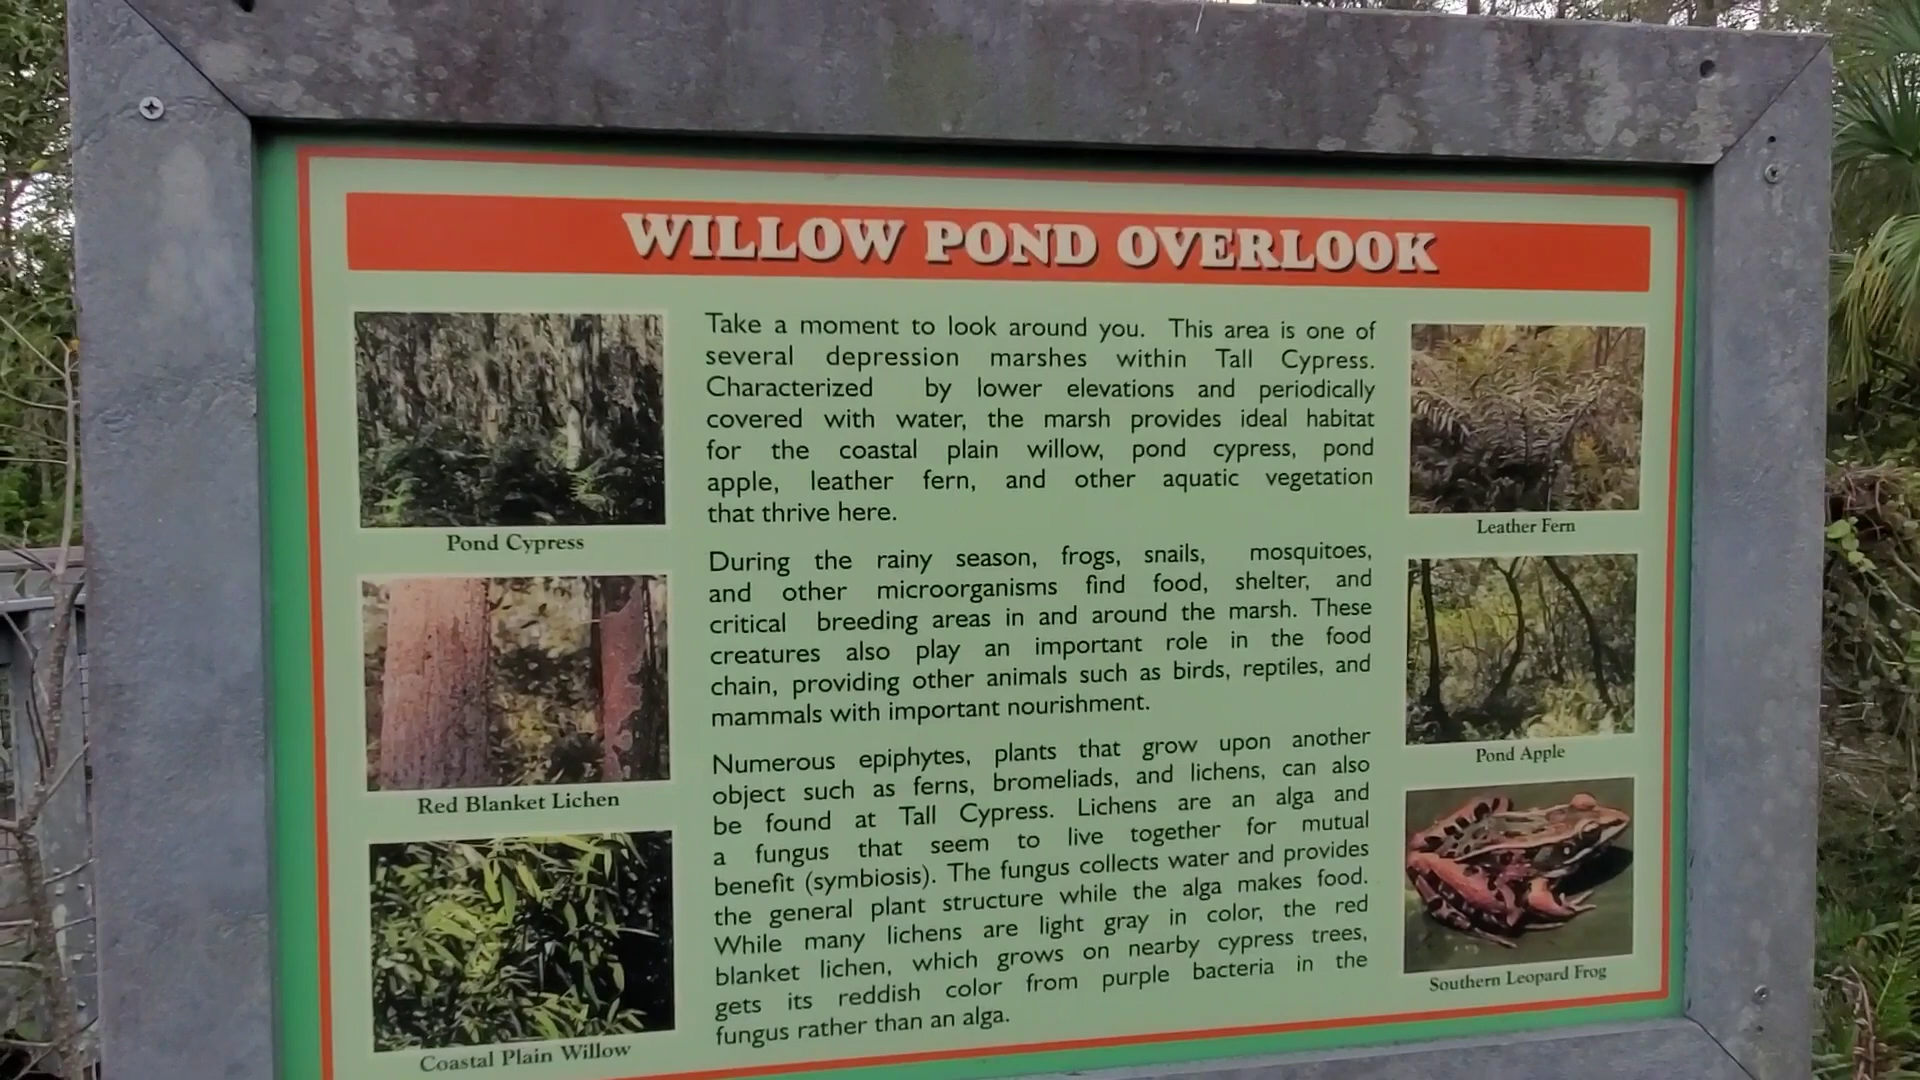 WILLOW POND OVERLOOK
Take a moment to look around you. This area is one of
several depression marshes within Tall Cypress.
Characterized by lower elevations and periodically
covered with water, the marsh provides ideal habitat
for the coastal plain willow, pond cypress, pond
apple, leather fern, and other aquatic vegetation
that thrive here.
During the rainy season, frogs, snails, mosquitoes,
and other microorganisms find food, shelter, and
critical breeding areas in and around the marsh. These
creatures also play an important role in the food
chain, providing other animals such as birds, reptiles, and
mammals with important nourishment.
Numerous epiphytes, plants that grow upon another
object such as ferns, bromeliads, and lichens, can also
be found at Tall Cypress. Lichens are an alga and
a fungus that seem to live together for mutual
benefit (symbiosis). The fungus collects water and provides
the general plant structure while the alga makes food.
While many lichens are light gray in color, the red
blanket lichen, which grows on nearby cypress trees,
gets its reddish color from purple bacteria in the
fungus rather than an alga.
Pond Cypress
Red Blanket Lichen
Coastal Plain Willow
Leather Fern
Pond Apple
Southern Leopard Frog